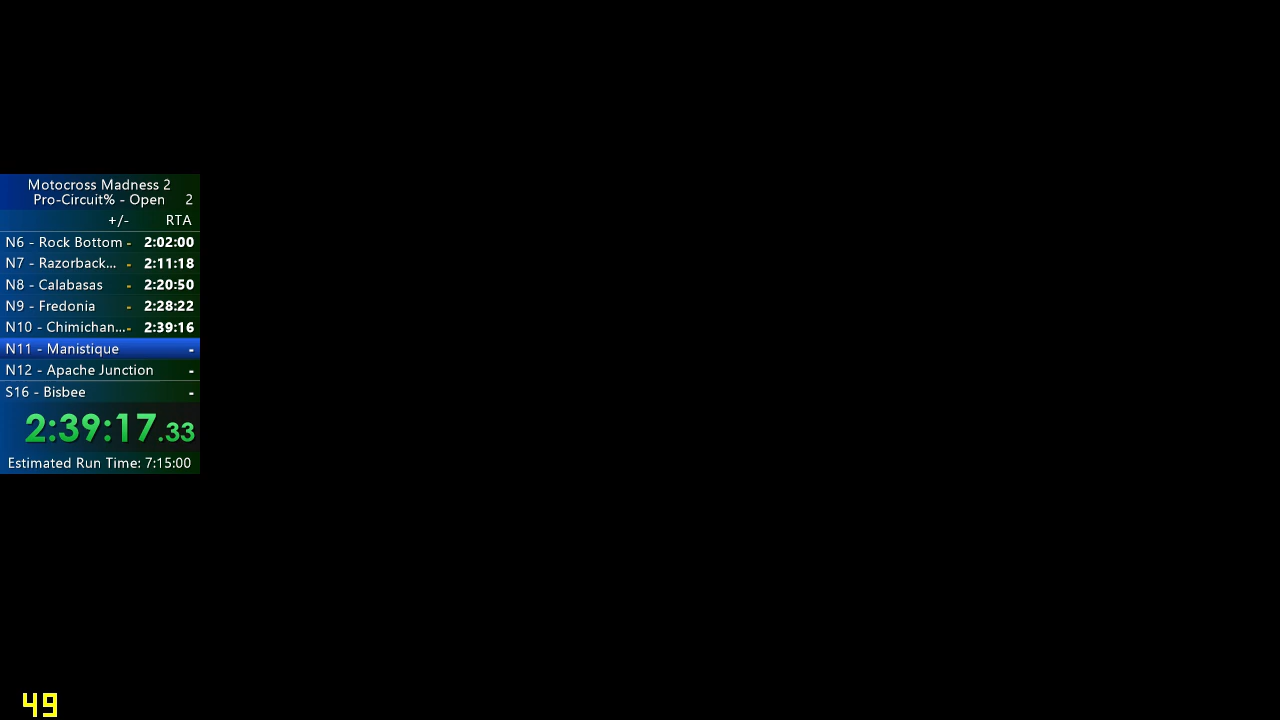 Motocross Madness 2
Pro-Circuit% - Open 2
+/- RTA
N6 - Rock Bottom - 2:02:00
N7 - Razorback... - 2:11:18
N8 - Calabasas - 2:20:50
N9 - Fredonia - 2:28:22
N10 - Chimichan... - 2:39:16
N11 - Manistique -
N12 - Apache Junction -
S16 - Bisbee -
2:39:17.33
Estimated Run Time: 7:15:00
49